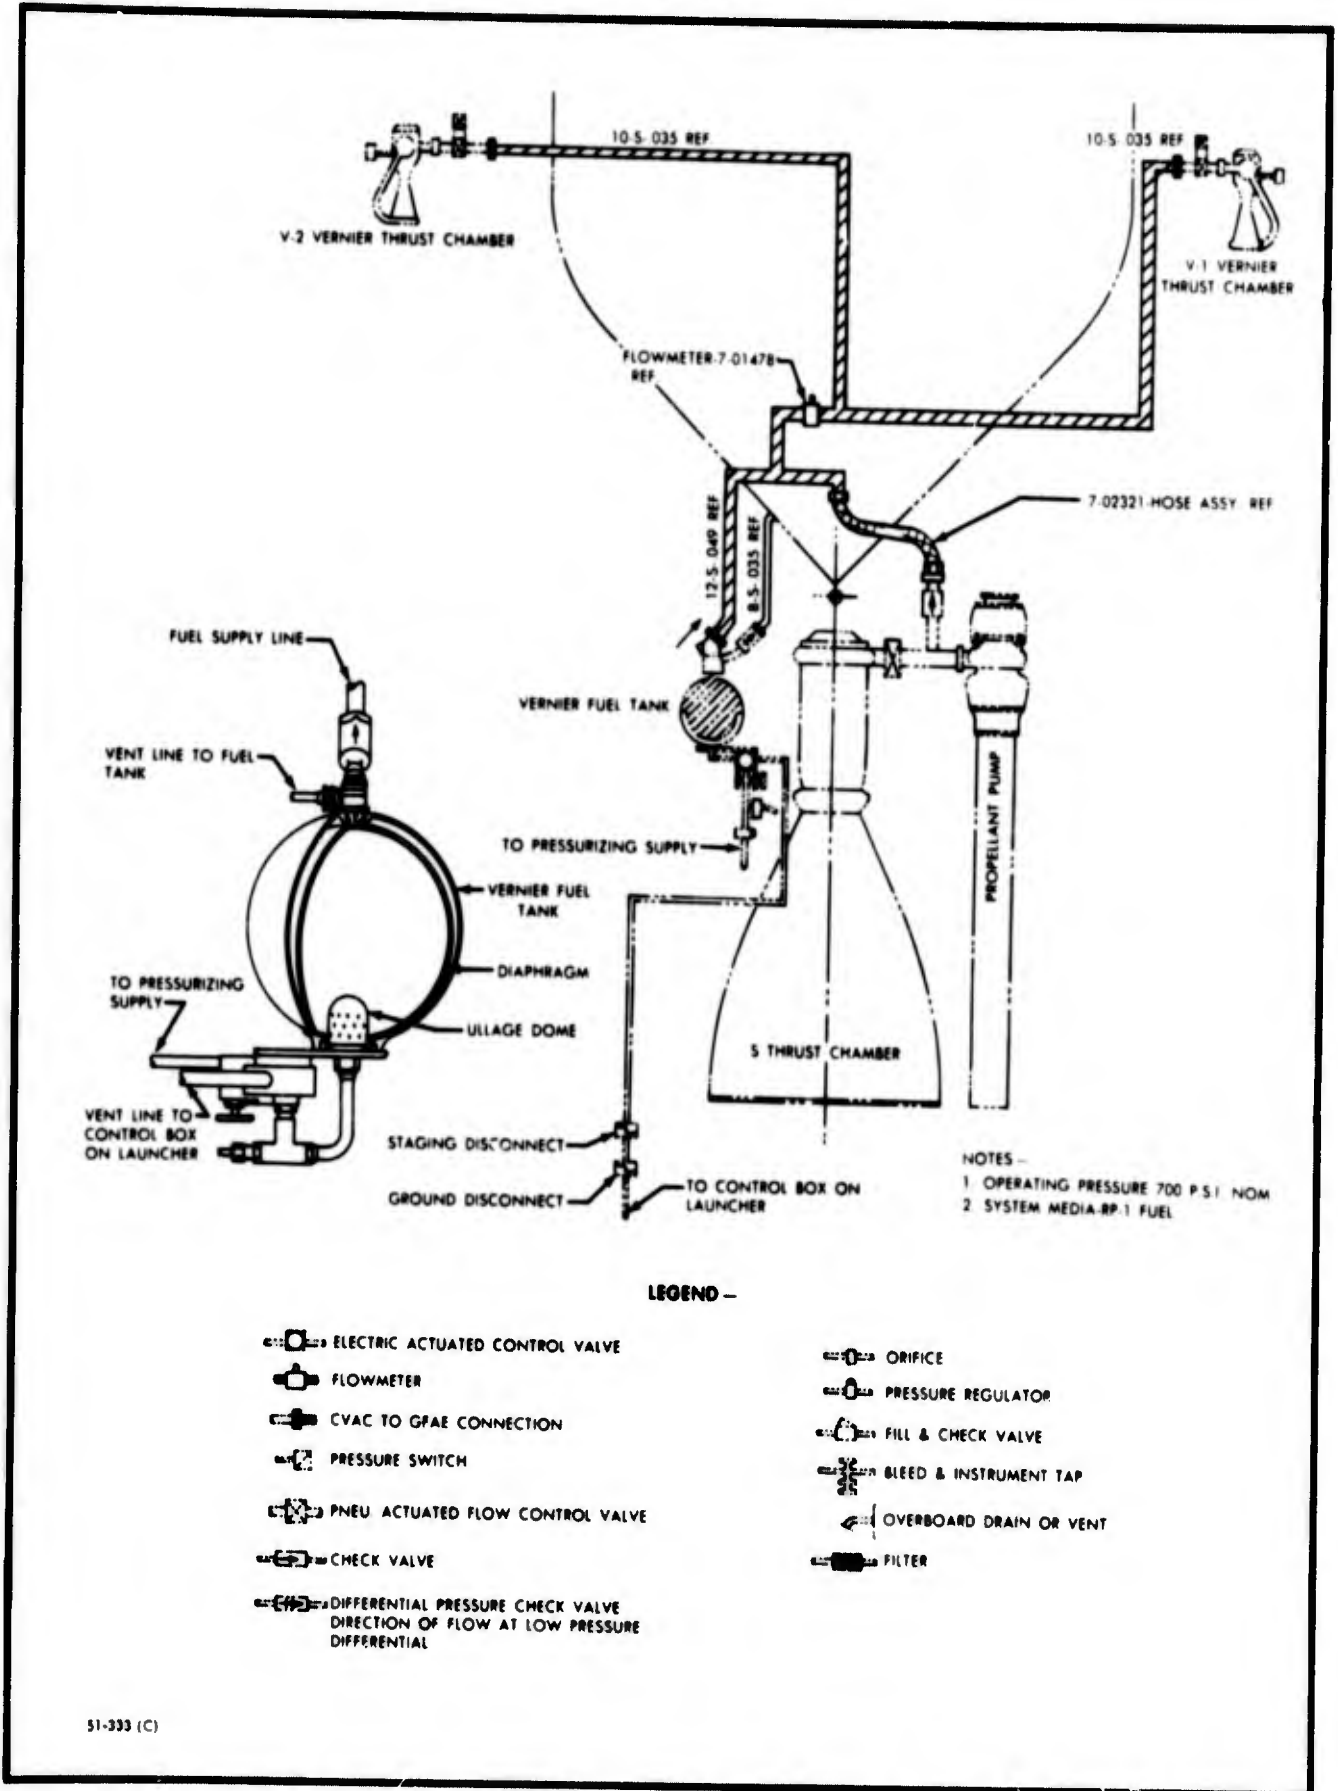 10-S-035 REF
10-S 035 REF
V-2 VERNIER THRUST CHAMBER
V-1 VERNIER
THRUST CHAMBER
FLOWMETER-7-01478
REF
7-02321-HOSE ASSY REF
12-S-049 REF
8-S-035 REF
FUEL SUPPLY LINE
VERNIER FUEL TANK
VENT LINE TO FUEL
TANK
PROPELLANT PUMP
TO PRESSURIZING SUPPLY
VERNIER FUEL
TANK
DIAPHRAGM
TO PRESSURIZING
SUPPLY
ULLAGE DOME
S THRUST CHAMBER
VENT LINE TO
CONTROL BOX
ON LAUNCHER
STAGING DISCONNECT
GROUND DISCONNECT
TO CONTROL BOX ON
LAUNCHER
NOTES –
1 OPERATING PRESSURE 700 P.S.I NOM
2 SYSTEM MEDIA-RP-1 FUEL
LEGEND –
ELECTRIC ACTUATED CONTROL VALVE
FLOWMETER
CVAC TO GFAE CONNECTION
PRESSURE SWITCH
PNEU ACTUATED FLOW CONTROL VALVE
CHECK VALVE
DIFFERENTIAL PRESSURE CHECK VALVE
DIRECTION OF FLOW AT LOW PRESSURE
DIFFERENTIAL
ORIFICE
PRESSURE REGULATOR
FILL & CHECK VALVE
BLEED & INSTRUMENT TAP
OVERBOARD DRAIN OR VENT
FILTER
51-333 (C)